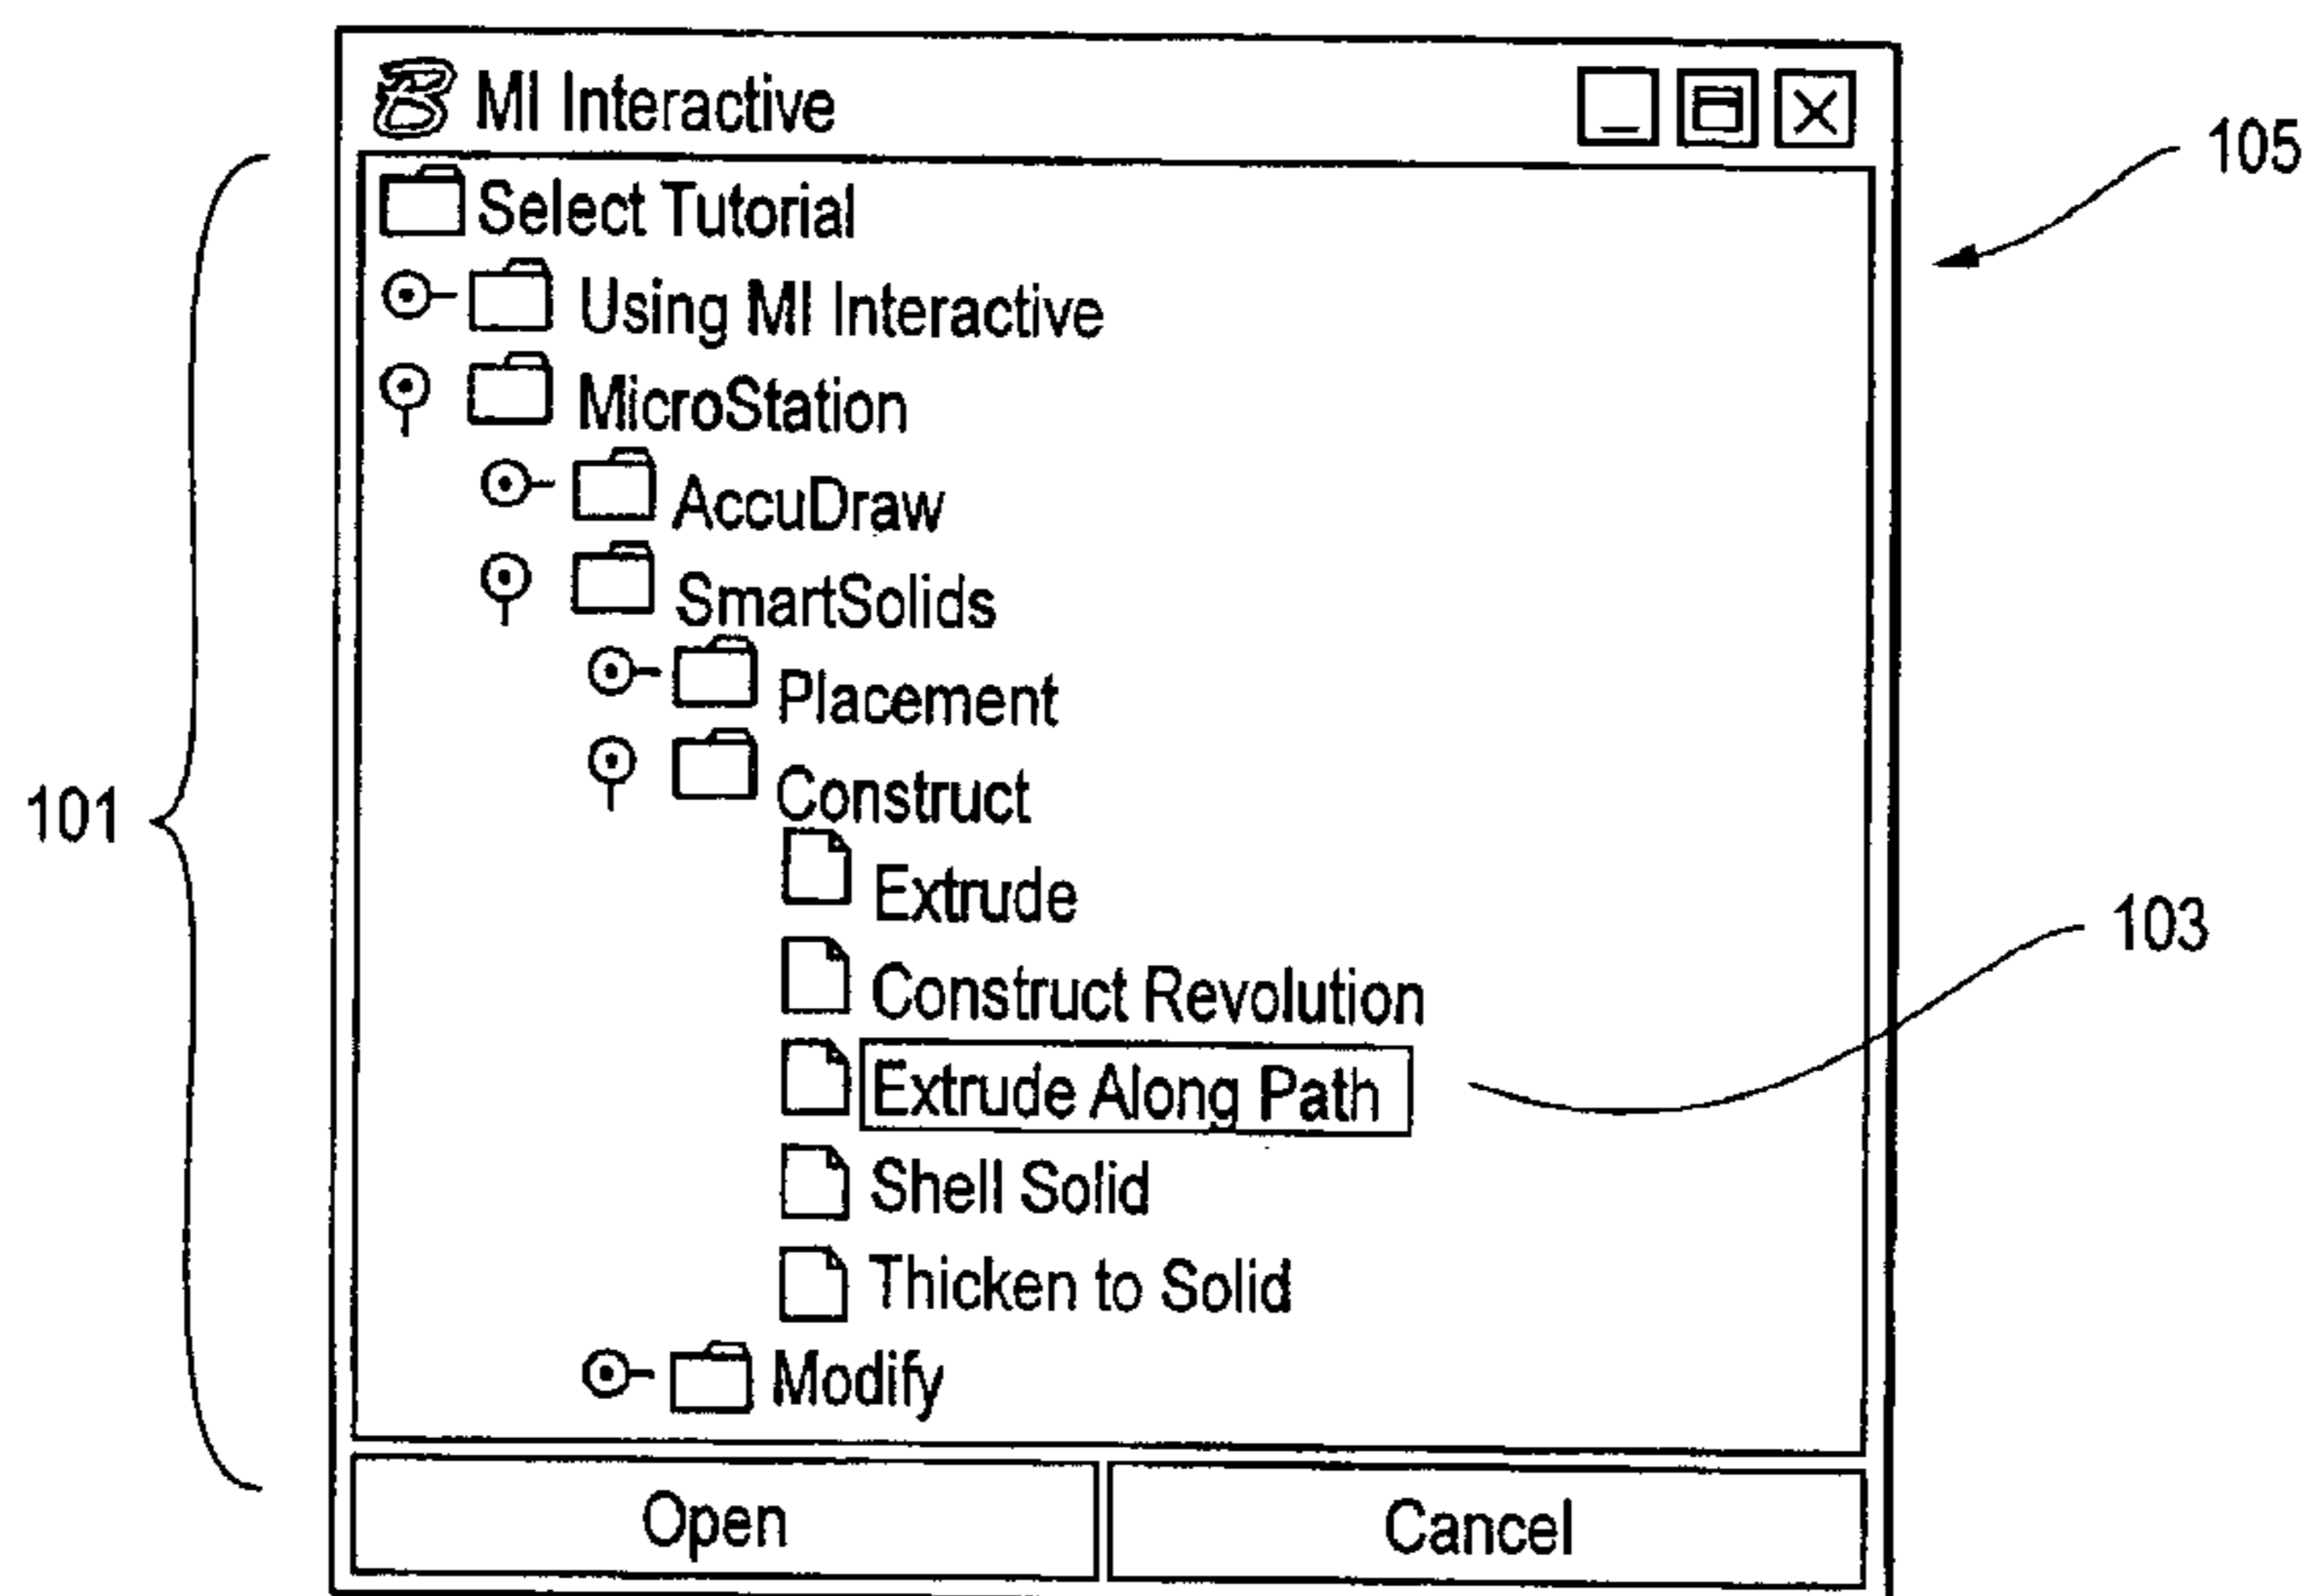 MI Interactive
105
Select Tutorial
Using MI Interactive
MicroStation
AccuDraw
SmartSolids
Placement
Construct
101
Extrude
103
Construct Revolution
Extrude Along Path
Shell Solid
Thicken to Solid
Modify
Open Cancel